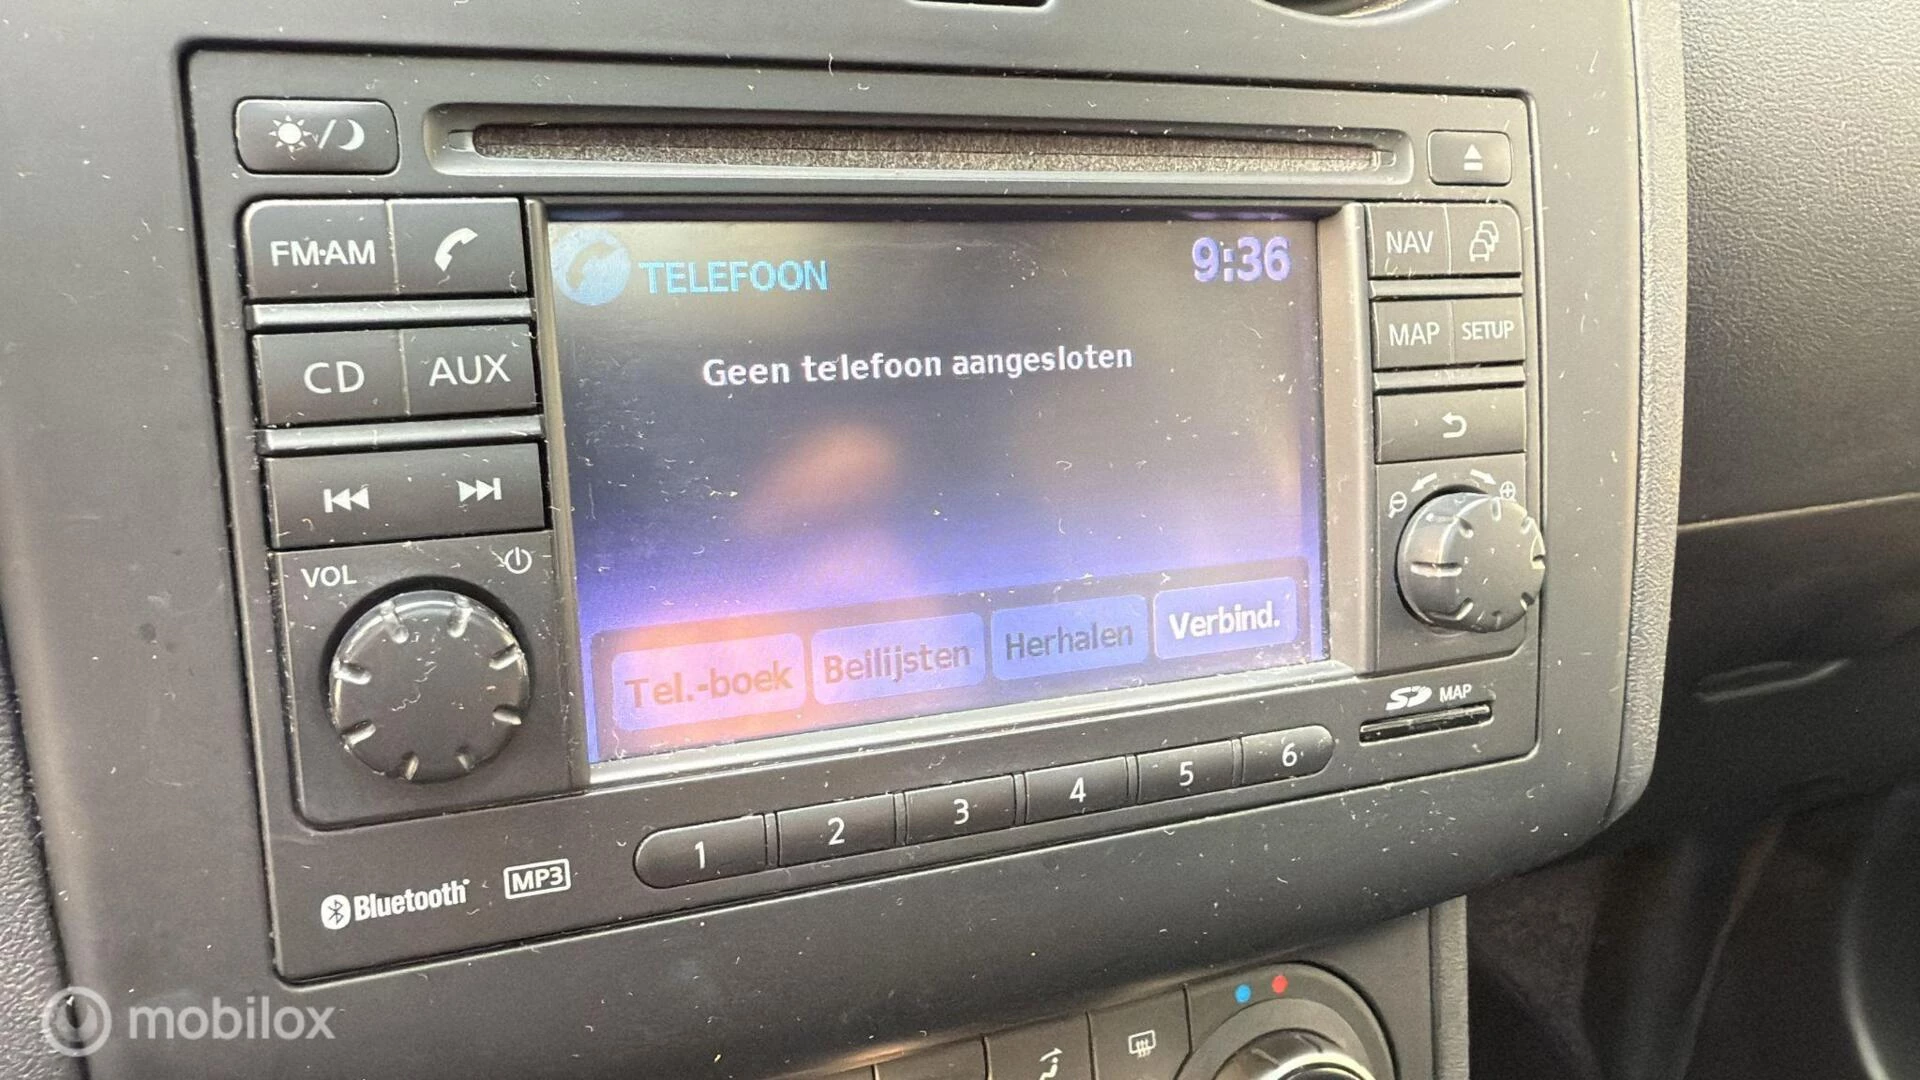 FM·AM
CD
AUX
VOL
TELEFOON
9:36
Geen telefoon aangesloten
Tel.-boek
Beilijsten
Herhalen
Verbind.
NAV
MAP
SETUP
SD MAP
1
2
3
4
5
6
Bluetooth
MP3
mobilox